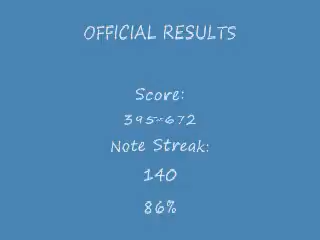 OFFICIAL RESULTS
Score:
395-672
Note Streak:
140
86%